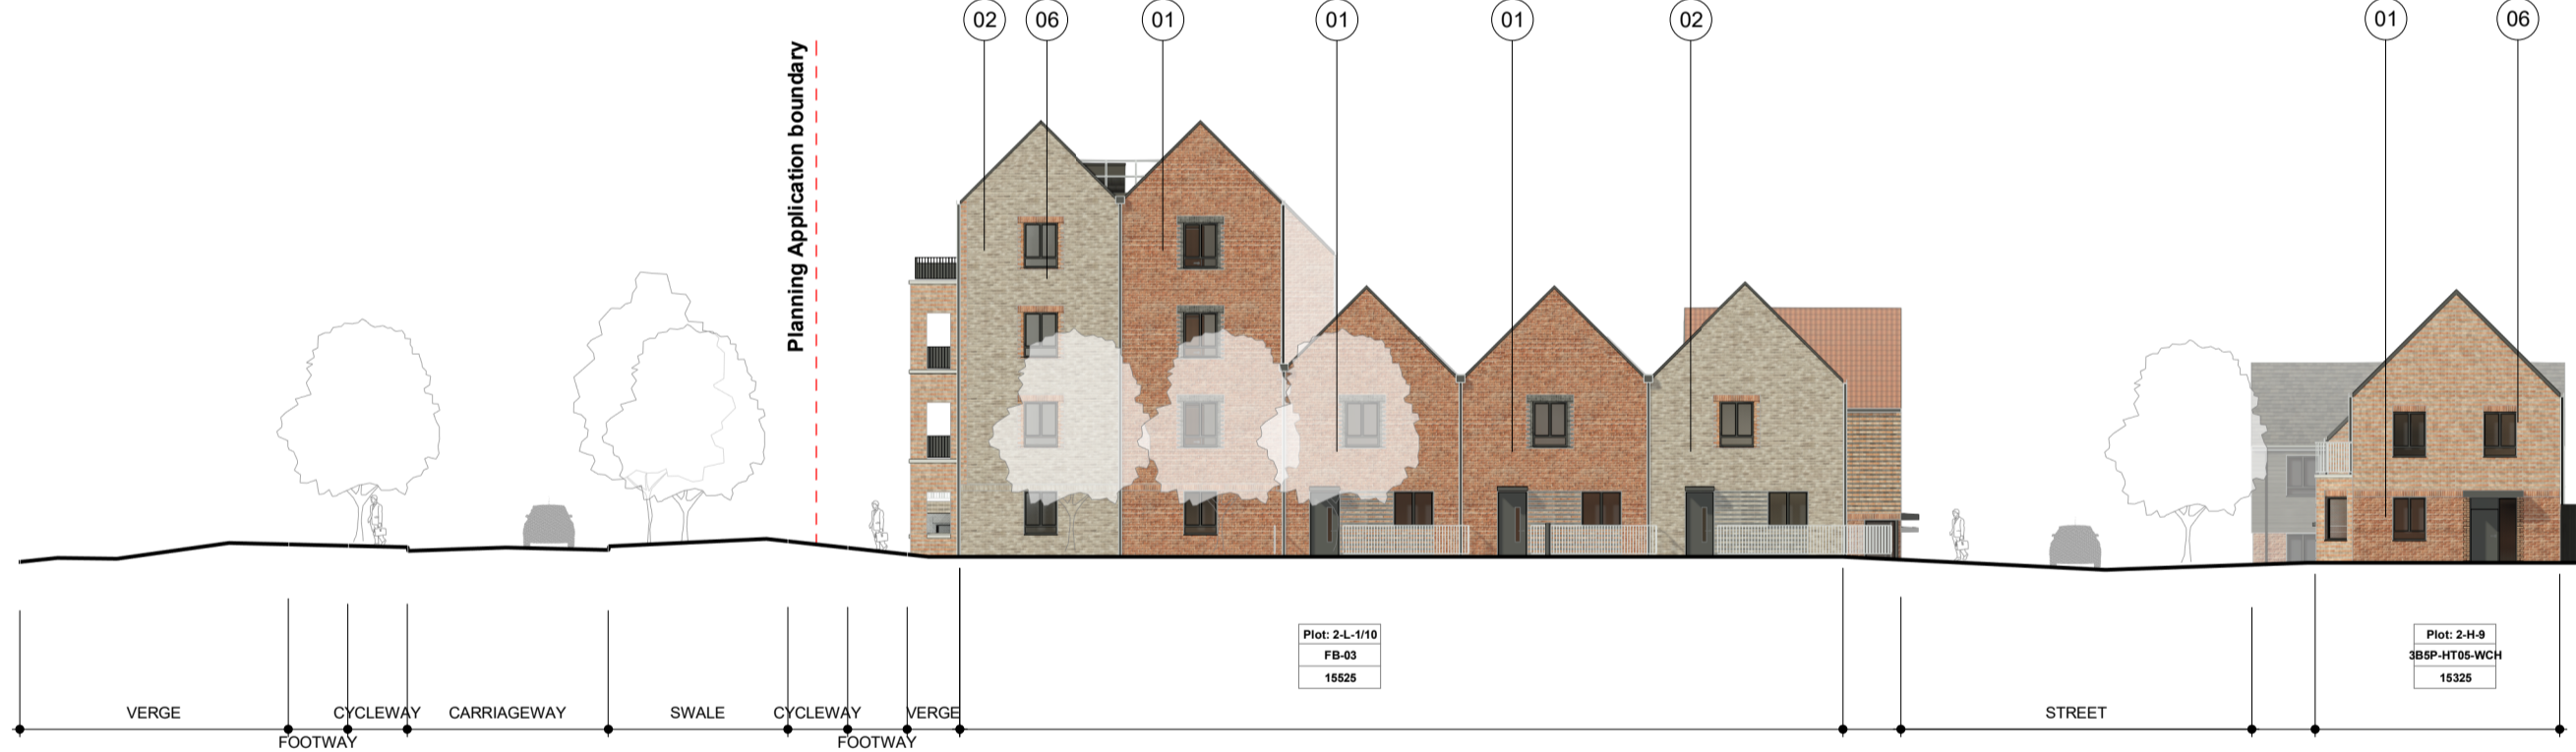 02
06
01
01
01
02
01
06
Planning Application boundary
Plot: 2-L-1/10
FB-03
15525
Plot: 2-H-9
3B5P-HT05-WCH
15325
VERGE
FOOTWAY
CYCLEWAY
CARRIAGEWAY
SWALE
CYCLEWAY
FOOTWAY
VERGE
STREET